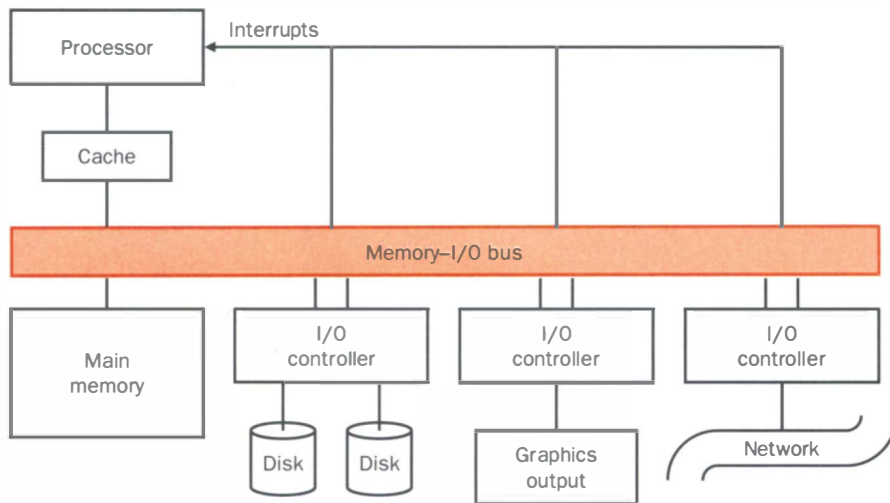 Processor
Interrupts
Cache
Memory–I/O bus
Main
memory
I/O
controller
I/O
controller
I/O
controller
Disk
Disk
Graphics
output
Network